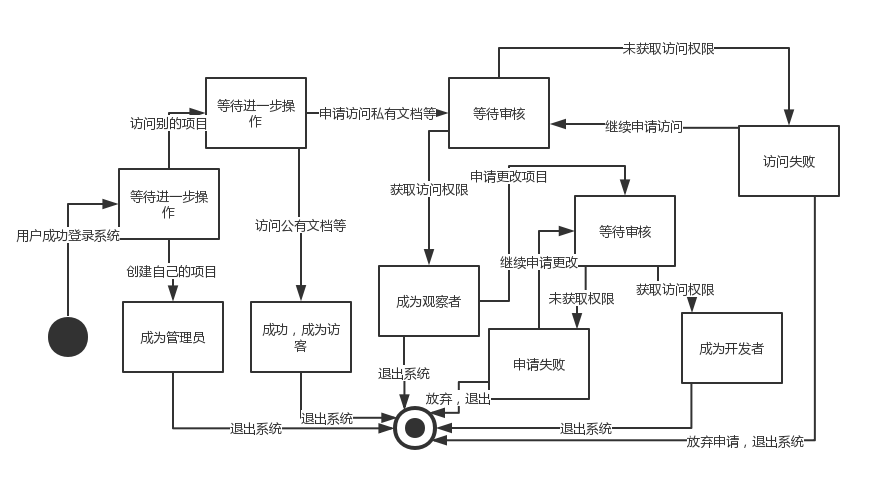 未获取访问权限
等待进一步操
作
访问别的项目
申请访问私有文档等
等待审核
继续申请访问
访问失败
等待进一步操
作
申请更改项目
获取访问权限
用户成功登录系统
访问公有文档等
等待审核
继续申请更改
创建自己的项目
未获取权限
获取访问权限
成为管理员
成功，成为访
客
成为观察者
申请失败
成为开发者
退出系统
放弃，退出
退出系统
退出系统
退出系统
放弃申请，退出系统